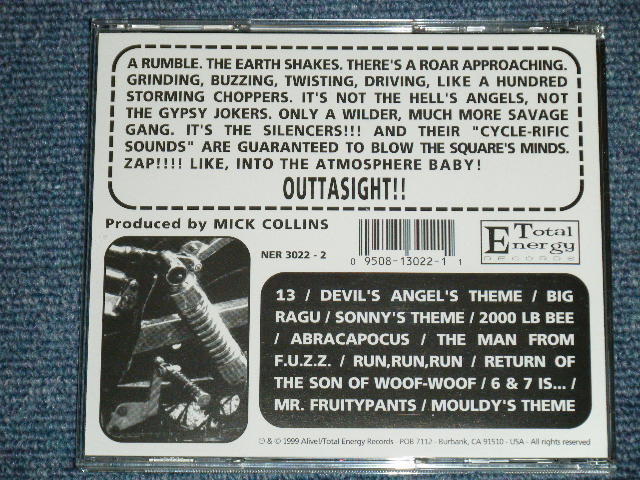 A RUMBLE. THE EARTH SHAKES. THERE'S A ROAR APPROACHING.
GRINDING, BUZZING, TWISTING, DRIVING, LIKE A HUNDRED
STORMING CHOPPERS. IT'S NOT THE HELL'S ANGELS, NOT
THE GYPSY JOKERS. ONLY A WILDER, MUCH MORE SAVAGE
GANG. IT'S THE SILENCERS!!! AND THEIR "CYCLE-RIFIC
SOUNDS" ARE GUARANTEED TO BLOW THE SQUARE'S MINDS.
ZAP!!!! LIKE, INTO THE ATMOSPHERE BABY!
OUTTASIGHT!!
Produced by MICK COLLINS
NER 3022 - 2
0 09508-13022-1 1
Total
Energy
RECORDS
13 / DEVIL'S ANGEL'S THEME / BIG
RAGU / SONNY'S THEME / 2000 LB BEE
/ ABRACAPOCUS / THE MAN FROM
F.U.Z.Z. / RUN,RUN,RUN / RETURN OF
THE SON OF WOOF-WOOF / 6 & 7 IS... /
MR. FRUITYPANTS / MOULDY'S THEME
℗ & © 1999 Alive!/Total Energy Records - POB 7112 - Burbank, CA 91510 - USA - All rights reserved